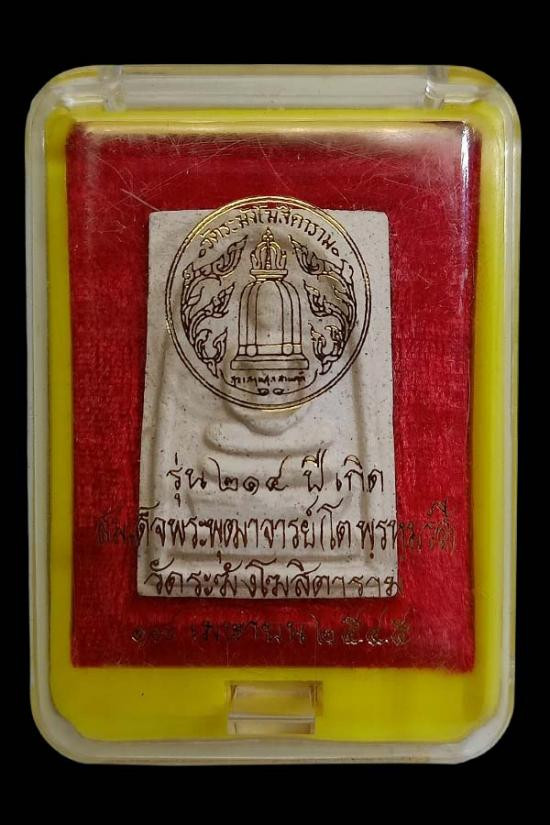 วัดระฆังโฆสิตาราม
รุ่น ๒๑๔ ปี เกิด
สมเด็จพระพุฒาจารย์(โต พรหมรังสี
วัดระฆังโฆสิตาราม
เมษายน ๒๕๔๕